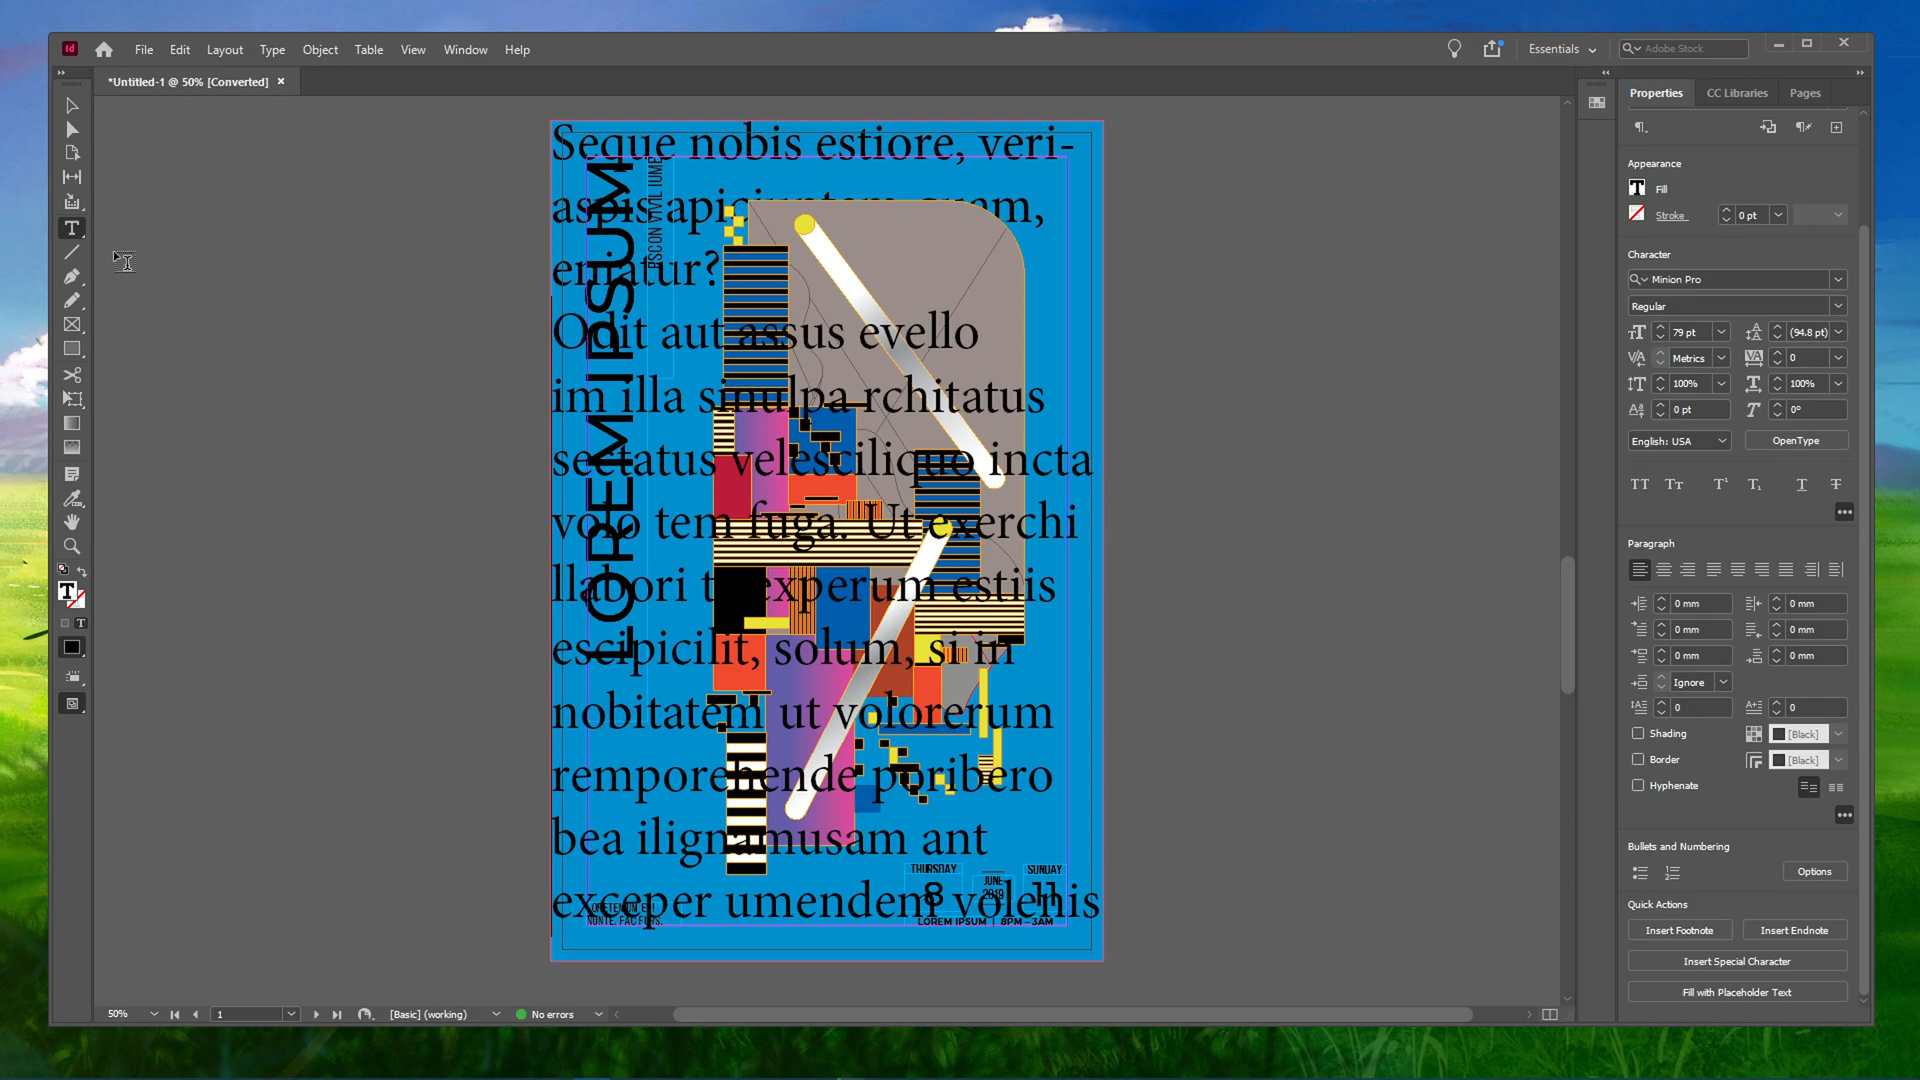 Id
File
Edit
Layout
Type
Object
Table
View
Window
Help
Essentials
Adobe Stock
*Untitled-1 @ 50% [Converted]
Seque nobis estiore, veri-
aspis
eniatur?
Odit aut assus evello
im illa simulpa rchitatus
sectatus velesciliquo incta
volo tem fuga. Ut exerchi
llabori experum estiis
escipicilit, solum, si in
nobitatem ut volorerum
remporehende poribero
bea ilignamusam ant
exceper umendem volenis
LOREM IPSUM
VIVIL IUME
THURSDAY
8
JUNE
2019
SUNDAY
11
LOREM IPSUM | 8PM – 3AM
50%
1
[Basic] (working)
No errors
Properties
CC Libraries
Pages
Appearance
Fill
Stroke
0 pt
Character
Minion Pro
Regular
79 pt
(94.8 pt)
Metrics
0
100%
100%
0 pt
0°
English: USA
OpenType
Paragraph
0 mm
0 mm
0 mm
0 mm
0 mm
0 mm
Ignore
0
0
Shading
[Black]
Border
[Black]
Hyphenate
Bullets and Numbering
Options
Quick Actions
Insert Footnote
Insert Endnote
Insert Special Character
Fill with Placeholder Text